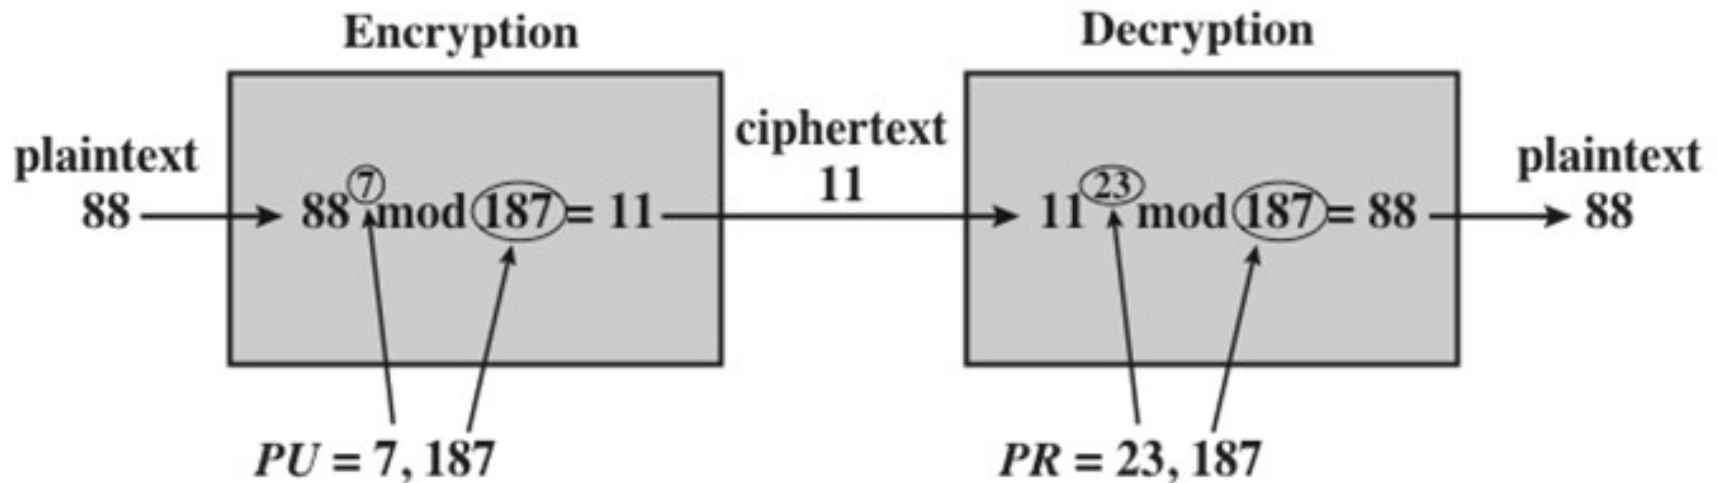 Encryption
Decryption
plaintext
88
88^7 mod 187 = 11
ciphertext
11
11^23 mod 187 = 88
plaintext
88
PU = 7, 187
PR = 23, 187